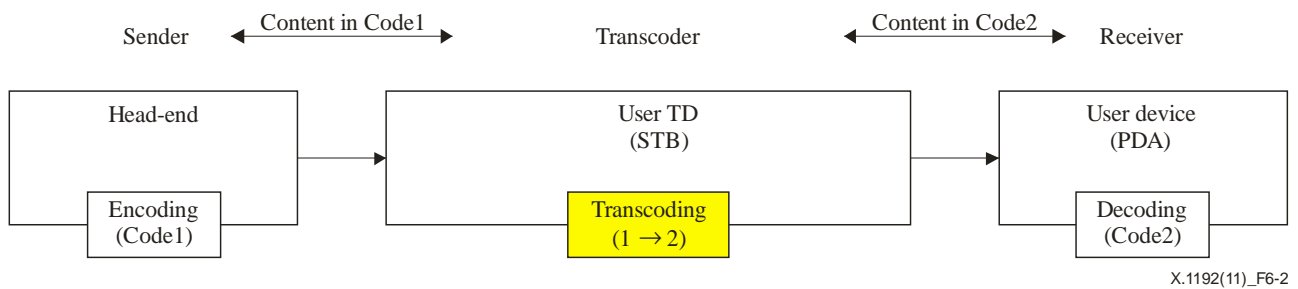 Sender
Content in Code1
Transcoder
Content in Code2
Receiver
Head-end
User TD
(STB)
User device
(PDA)
Encoding
(Code1)
Transcoding
(1 → 2)
Decoding
(Code2)
X.1192(11)_F6-2